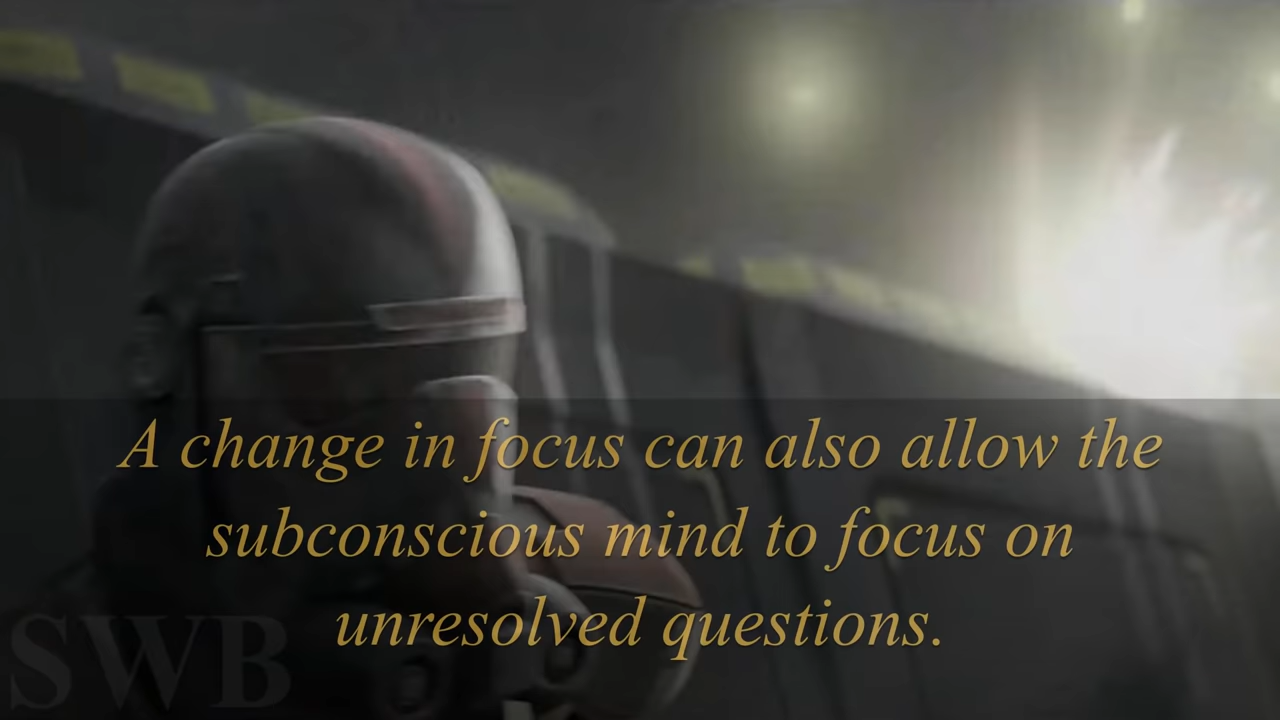 A change in focus can also allow the
subconscious mind to focus on
unresolved questions.
SWB